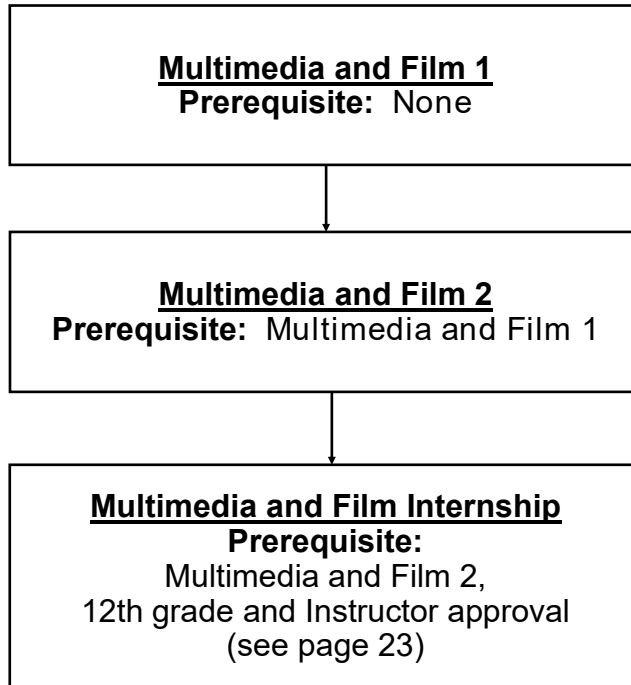 Multimedia and Film 1
Prerequisite: None
Multimedia and Film 2
Prerequisite: Multimedia and Film 1
Multimedia and Film Internship
Prerequisite:
Multimedia and Film 2,
12th grade and Instructor approval
(see page 23)